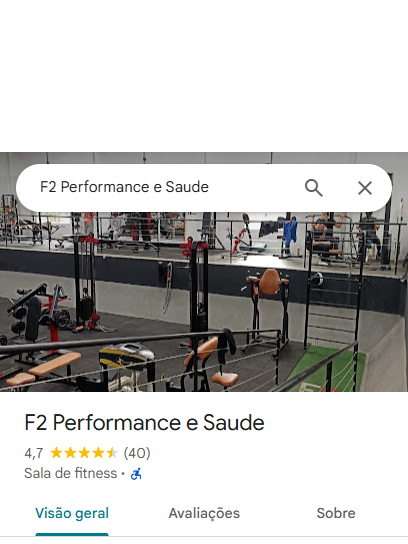 F2 Performance e Saude
F2 Performance e Saude
4,7 (40)
Sala de fitness ·
Visão geral Avaliações Sobre